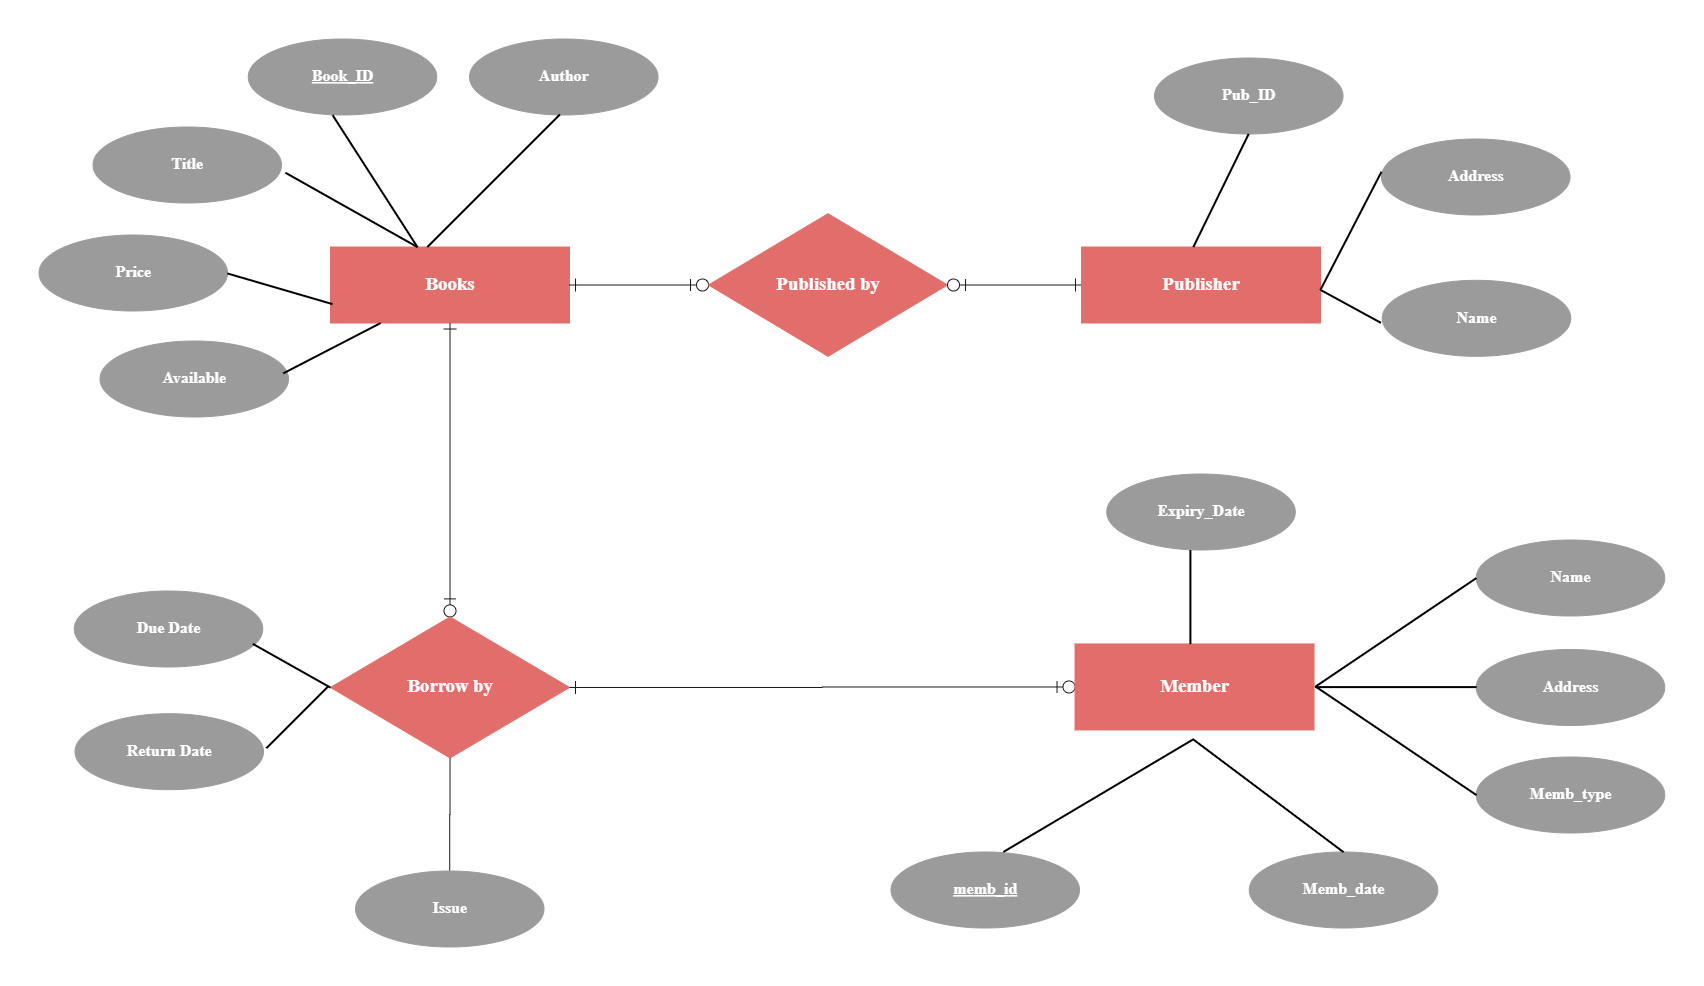 Book_ID
Author
Pub_ID
Title
Address
Price
Books
Published by
Publisher
Name
Available
Expiry_Date
Name
Due Date
Borrow by
Member
Address
Return Date
Memb_type
memb_id
Memb_date
Issue